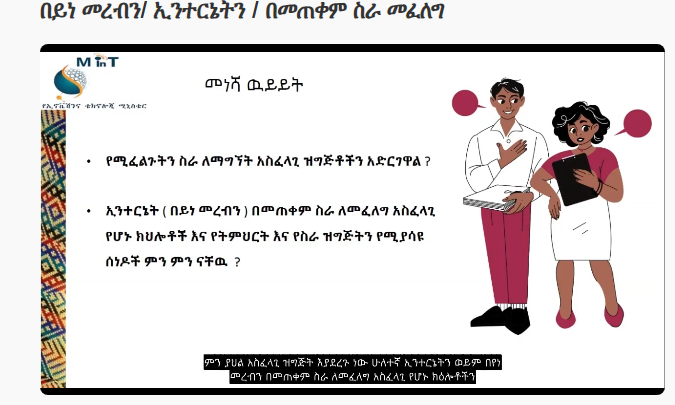 በይነ መረብን/ ኢንተርኔትን / በመጠቀም ስራ መፈለግ
MInT
የኢኖቬሽንና ቴክኖሎጂ ሚኒስቴር
መነሻ ዉይይት
• የሚፈልጉትን ስራ ለማግኘት አስፈላጊ ዝግጅቶችን አድርገዋል ?
• ኢንተርኔት ( በይነ መረብን ) በመጠቀም ስራ ለመፈለግ አስፈላጊ
የሆኑ ክህሎቶች እና የትምህርት እና የስራ ዝግጅትን የሚያሳዩ
ሰነዶች ምን ምን ናቸዉ ?
ምን ያህል አስፈላጊ ዝግጅት እያደረጉ ነው ሁለተኛ ኢንተርኔትን ወይም በየነ
መረብን በመጠቀም ስራ ለመፈለግ አስፈላጊ የሆኑ ክዕሎቶችን